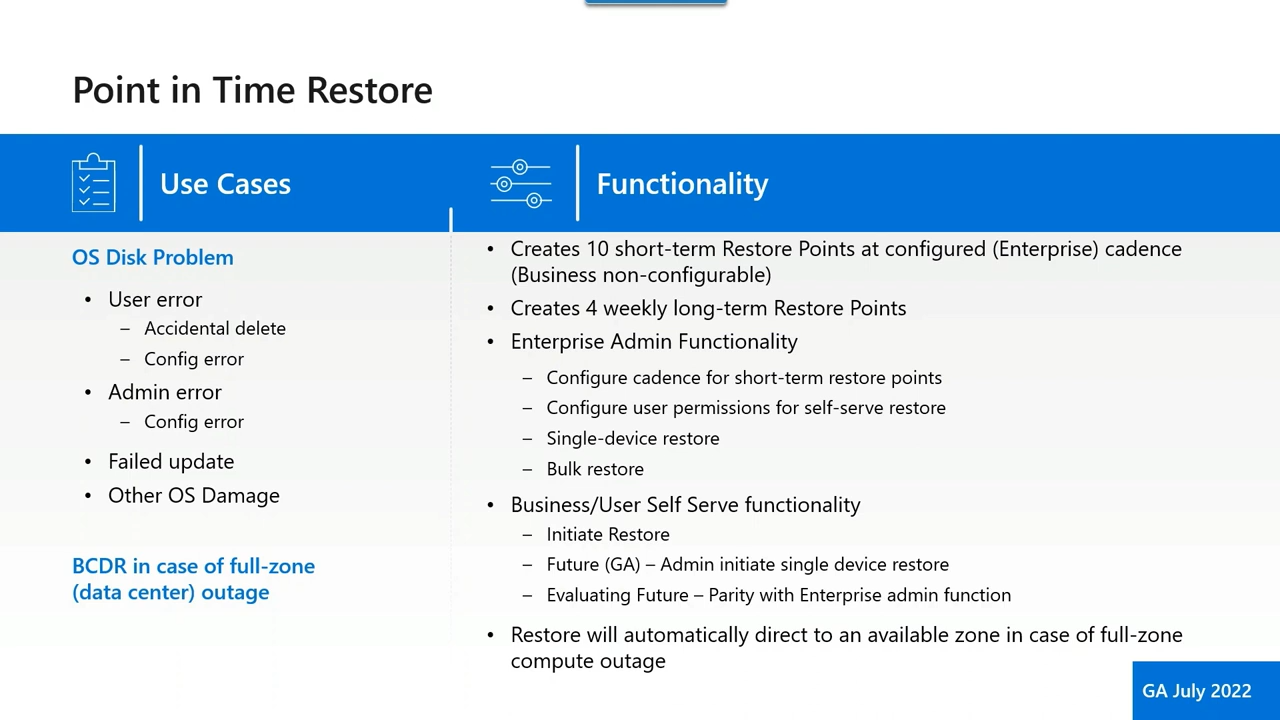 Point in Time Restore
Use Cases
Functionality
OS Disk Problem
• User error
– Accidental delete
– Config error
• Admin error
– Config error
• Failed update
• Other OS Damage
BCDR in case of full-zone
(data center) outage
• Creates 10 short-term Restore Points at configured (Enterprise) cadence
(Business non-configurable)
• Creates 4 weekly long-term Restore Points
• Enterprise Admin Functionality
– Configure cadence for short-term restore points
– Configure user permissions for self-serve restore
– Single-device restore
– Bulk restore
• Business/User Self Serve functionality
– Initiate Restore
– Future (GA) – Admin initiate single device restore
– Evaluating Future – Parity with Enterprise admin function
• Restore will automatically direct to an available zone in case of full-zone
compute outage
GA July 2022